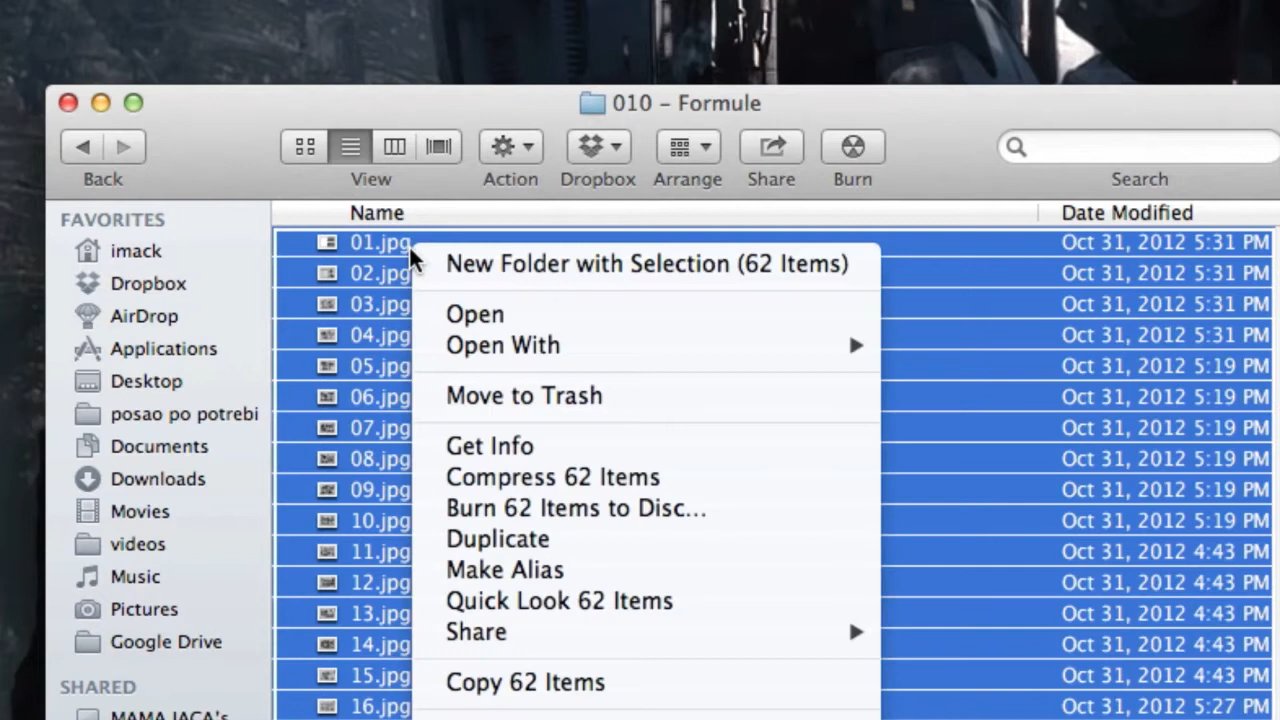 010 – Formule
Back
View
Action
Dropbox
Arrange
Share
Burn
Search
FAVORITES
imack
Dropbox
AirDrop
Applications
Desktop
posao po potrebi
Documents
Downloads
Movies
videos
Music
Pictures
Google Drive
SHARED
MAMA JACA's
Name
Date Modified
01.jpg Oct 31, 2012 5:31 PM
02.jpg Oct 31, 2012 5:31 PM
03.jpg Oct 31, 2012 5:31 PM
04.jpg Oct 31, 2012 5:31 PM
05.jpg Oct 31, 2012 5:19 PM
06.jpg Oct 31, 2012 5:19 PM
07.jpg Oct 31, 2012 5:19 PM
08.jpg Oct 31, 2012 5:19 PM
09.jpg Oct 31, 2012 5:19 PM
10.jpg Oct 31, 2012 5:19 PM
11.jpg Oct 31, 2012 4:43 PM
12.jpg Oct 31, 2012 4:43 PM
13.jpg Oct 31, 2012 4:43 PM
14.jpg Oct 31, 2012 4:43 PM
15.jpg Oct 31, 2012 4:43 PM
16.jpg Oct 31, 2012 5:27 PM
New Folder with Selection (62 Items)
Open
Open With
Move to Trash
Get Info
Compress 62 Items
Burn 62 Items to Disc...
Duplicate
Make Alias
Quick Look 62 Items
Share
Copy 62 Items